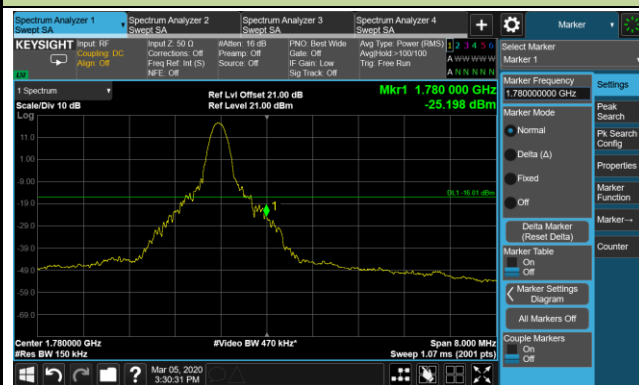 Spectrum Analyzer 1
Swept SA
Spectrum Analyzer 2
Swept SA
Spectrum Analyzer 3
Swept SA
Spectrum Analyzer 4
Swept SA
Marker
KEYSIGHT
Input: RF
Coupling: DC
Align: Off
Input Z: 50 Ω
Corrections: Off
Freq Ref: Int (S)
NFE: Off
#Atten: 16 dB
Preamp: Off
Source: Off
PNO: Best Wide
Gate: Off
IF Gain: Low
Sig Track: Off
Avg Type: Power (RMS)
Avg|Hold:>100/100
Trig: Free Run
1 2 3 4 5 6
A W W W W W
A N N N N N
LXI
Select Marker
Marker 1
1 Spectrum
Scale/Div 10 dB
Log
Ref Lvl Offset 21.00 dB
Ref Level 21.00 dBm
Mkr1 1.780 000 GHz
-25.198 dBm
11.0
1.00
-9.00
-19.0
-29.0
-39.0
-49.0
-59.0
-69.0
DL1 -16.01 dBm
1
Center 1.780000 GHz
#Res BW 150 kHz
#Video BW 470 kHz*
Span 8.000 MHz
Sweep 1.07 ms (2001 pts)
Marker Frequency
1.780000000 GHz
Marker Mode
Normal
Delta (Δ)
Fixed
Off
Delta Marker
(Reset Delta)
Marker Table
On
Off
Marker Settings
Diagram
All Markers Off
Couple Markers
On
Off
Settings
Peak
Search
Pk Search
Config
Properties
Marker
Function
Marker→
Counter
?
Mar 05, 2020
3:30:31 PM